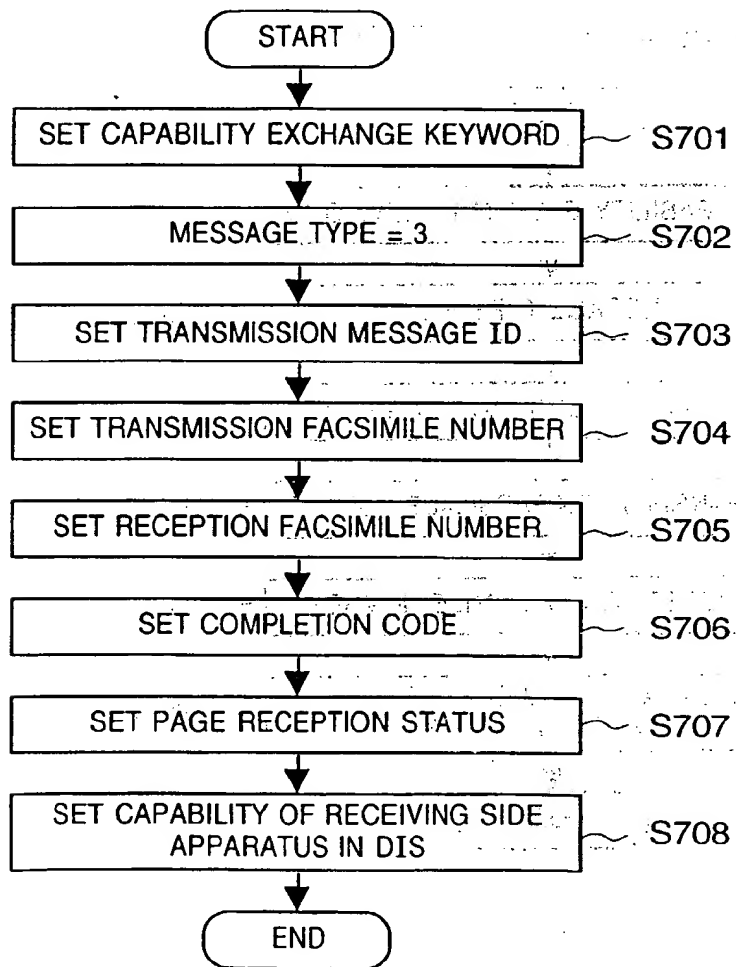 START
SET CAPABILITY EXCHANGE KEYWORD S701
MESSAGE TYPE = 3 S702
SET TRANSMISSION MESSAGE ID S703
SET TRANSMISSION FACSIMILE NUMBER S704
SET RECEPTION FACSIMILE NUMBER S705
SET COMPLETION CODE S706
SET PAGE RECEPTION STATUS S707
SET CAPABILITY OF RECEIVING SIDE
APPARATUS IN DIS S708
END